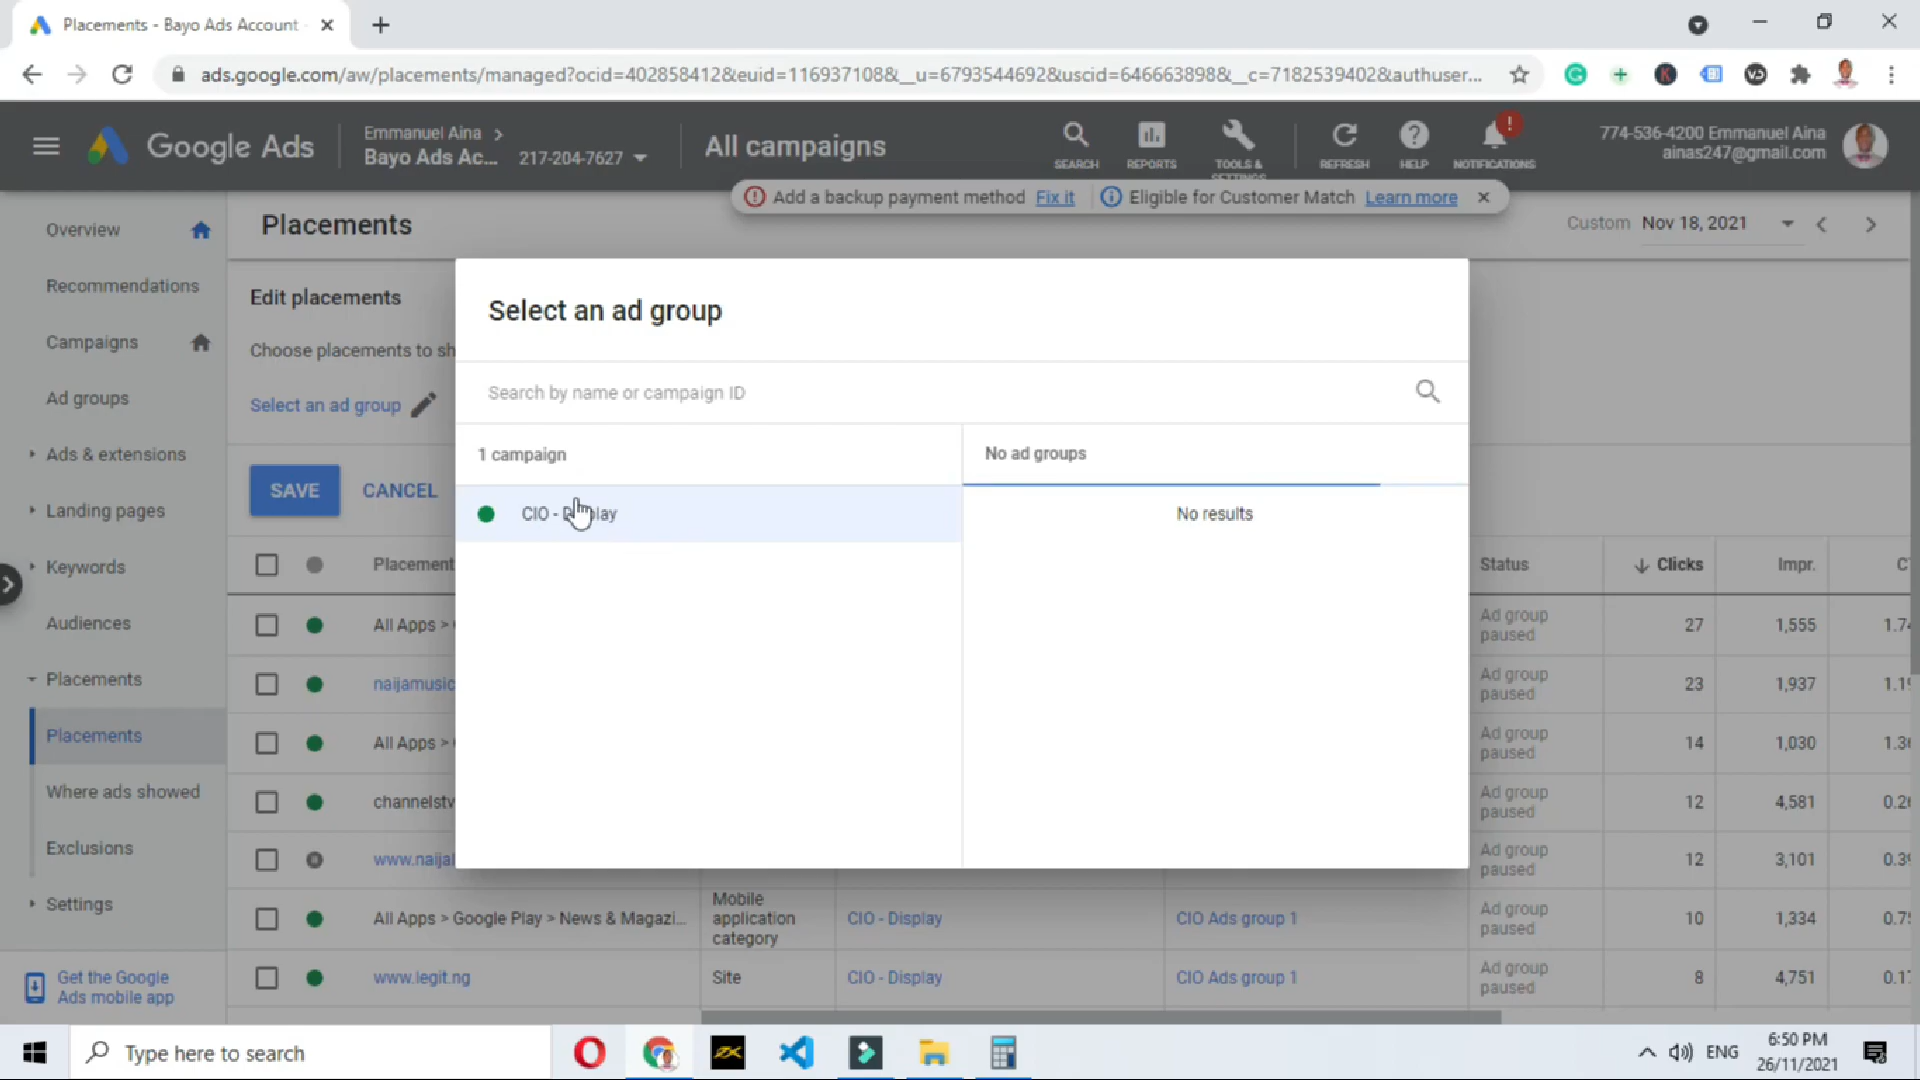 Placements - Bayo Ads Account
ads.google.com/aw/placements/managed?ocid=402858412&euid=116937108&__u=6793544692&uscid=646663898&__c=7182539402&authuser...
Google Ads
Emmanuel Aina >
Bayo Ads Ac... 217-204-7627
All campaigns
SEARCH
REPORTS
TOOLS &
SETTINGS
REFRESH
HELP
NOTIFICATIONS
774-536-4200 Emmanuel Aina
ainas247@gmail.com
Add a backup payment method Fix it Eligible for Customer Match Learn more
Overview
Recommendations
Campaigns
Ad groups
Ads & extensions
Landing pages
Keywords
Audiences
Placements
Placements
Where ads showed
Exclusions
Settings
Get the Google
Ads mobile app
Placements
Custom Nov 18, 2021
Edit placements
Choose placements to sh
Select an ad group
SAVE CANCEL
Select an ad group
Search by name or campaign ID
1 campaign
No ad groups
CIO - Display
No results
Placement
Status
Clicks
Impr.
All Apps >
Ad group
paused
27
1,555
1.74
naijamusic
Ad group
paused
23
1,937
1.19
All Apps >
Ad group
paused
14
1,030
1.36
channelstv
Ad group
paused
12
4,581
0.26
www.naijal
Ad group
paused
12
3,101
0.39
All Apps > Google Play > News & Magazi...
Mobile
application
category
CIO - Display
CIO Ads group 1
Ad group
paused
10
1,334
0.75
www.legit.ng
Site
CIO - Display
CIO Ads group 1
Ad group
paused
8
4,751
0.17
Type here to search
ENG
6:50 PM
26/11/2021